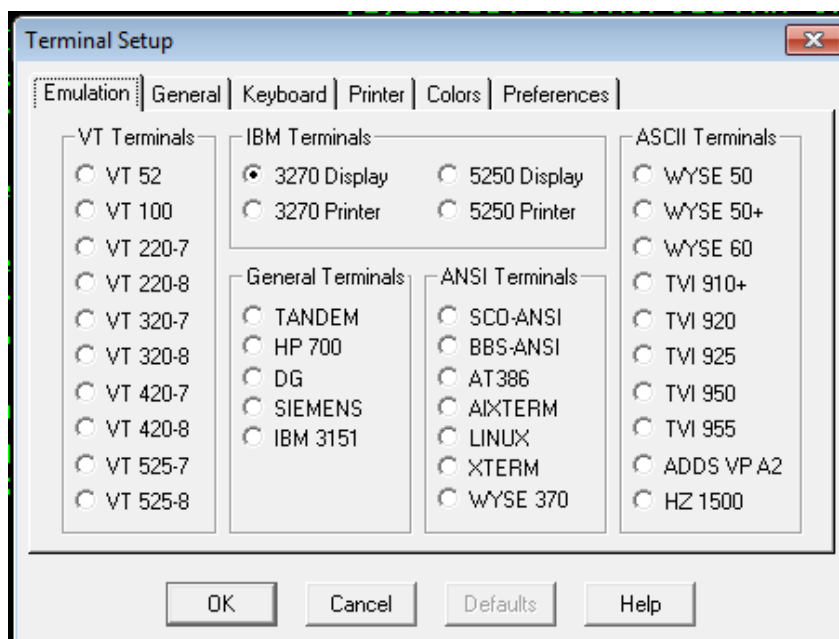 Terminal Setup
Emulation General Keyboard Printer Colors Preferences
VT Terminals
VT 52
VT 100
VT 220-7
VT 220-8
VT 320-7
VT 320-8
VT 420-7
VT 420-8
VT 525-7
VT 525-8
IBM Terminals
3270 Display 5250 Display
3270 Printer 5250 Printer
General Terminals
TANDEM
HP 700
DG
SIEMENS
IBM 3151
ANSI Terminals
SCO-ANSI
BBS-ANSI
AT386
AIXTERM
LINUX
XTERM
WYSE 370
ASCII Terminals
WYSE 50
WYSE 50+
WYSE 60
TVI 910+
TVI 920
TVI 925
TVI 950
TVI 955
ADDS VP A2
HZ 1500
OK Cancel Defaults Help